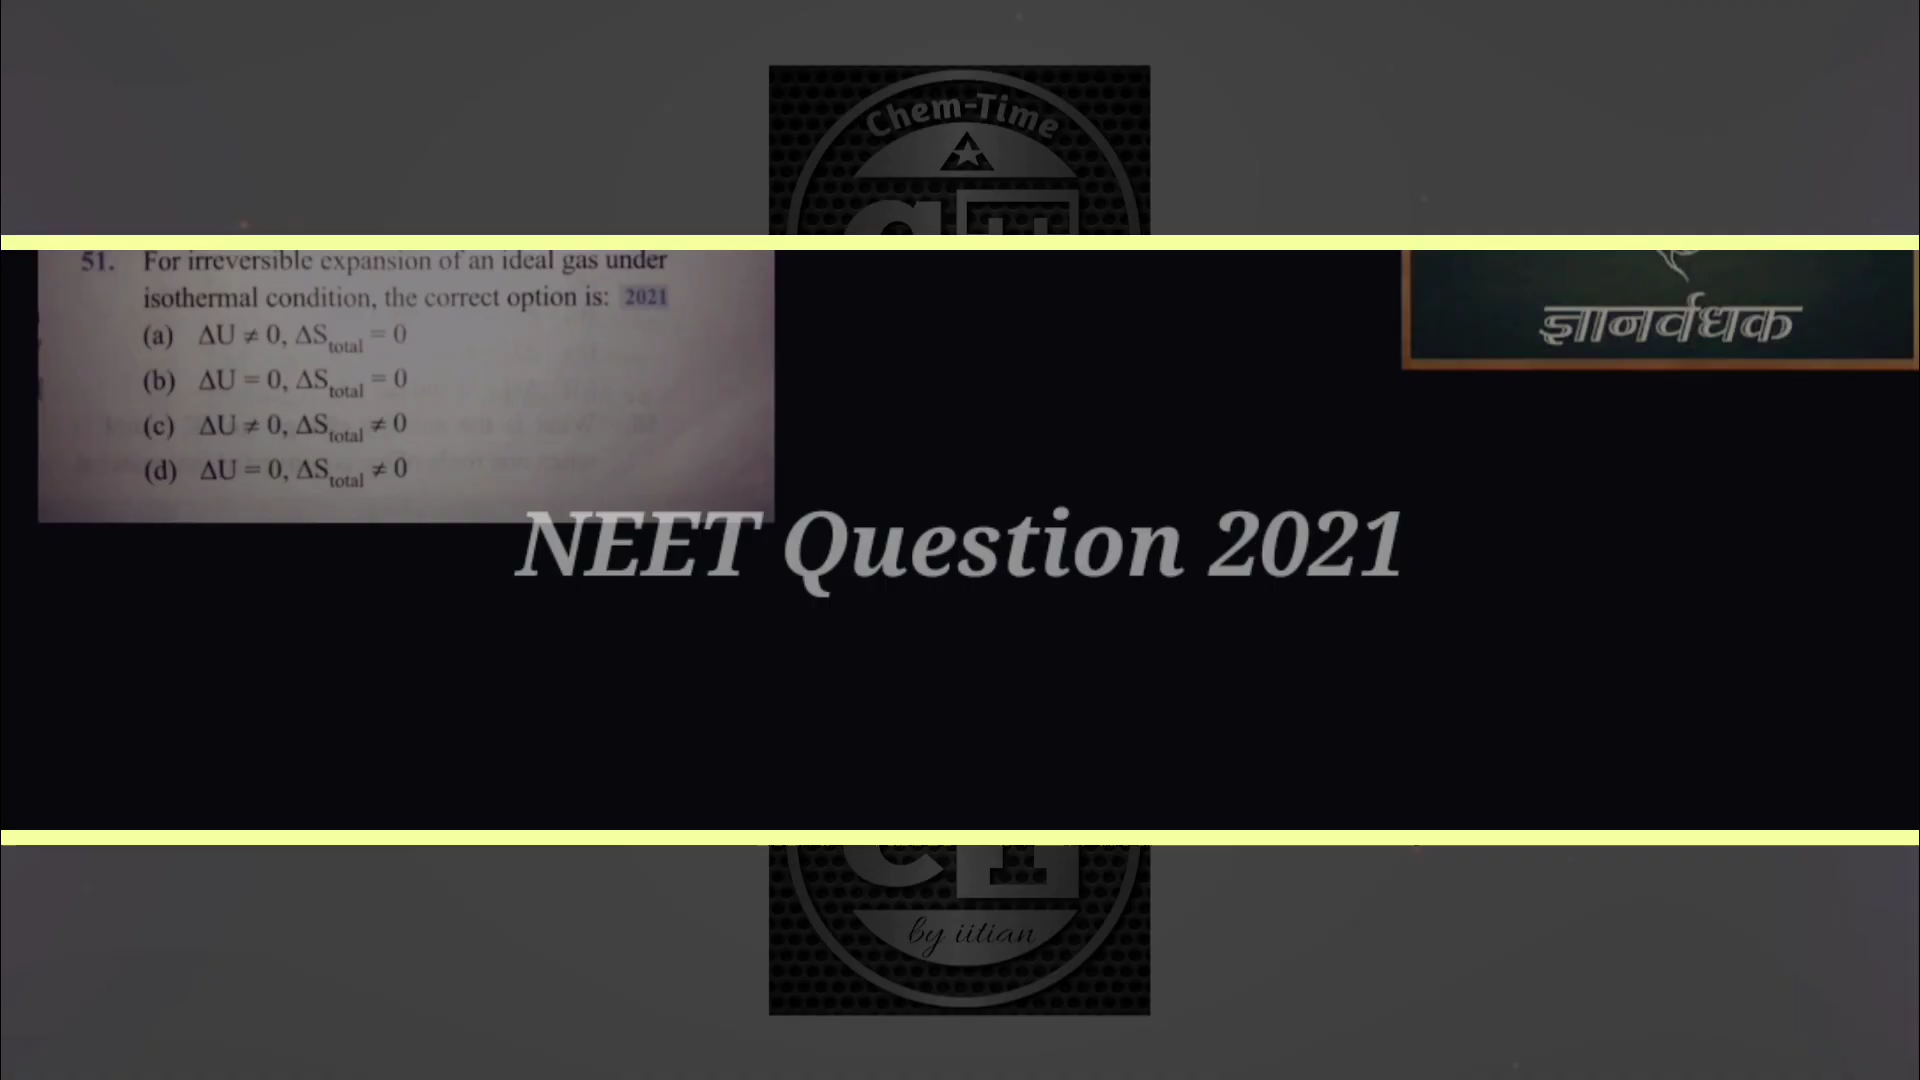 Chem-Time
51. For irreversible expansion of an ideal gas under
isothermal condition, the correct option is: 2021
(a) ΔU ≠ 0, ΔS_total = 0
(b) ΔU = 0, ΔS_total = 0
(c) ΔU ≠ 0, ΔS_total ≠ 0
(d) ΔU = 0, ΔS_total ≠ 0
ज्ञानर्वधक
NEET Question 2021
by iitian